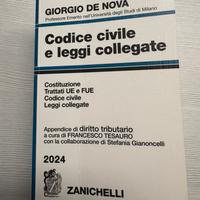 GIORGIO DE NOVA
Professore Emerito nell'Università degli Studi di Milano
Codice civile
e leggi collegate
Costituzione
Trattati UE e FUE
Codice civile
Leggi collegate
Appendice di diritto tributario
a cura di FRANCESCO TESAURO
con la collaborazione di Stefania Gianoncelli
2024
ZANICHELLI